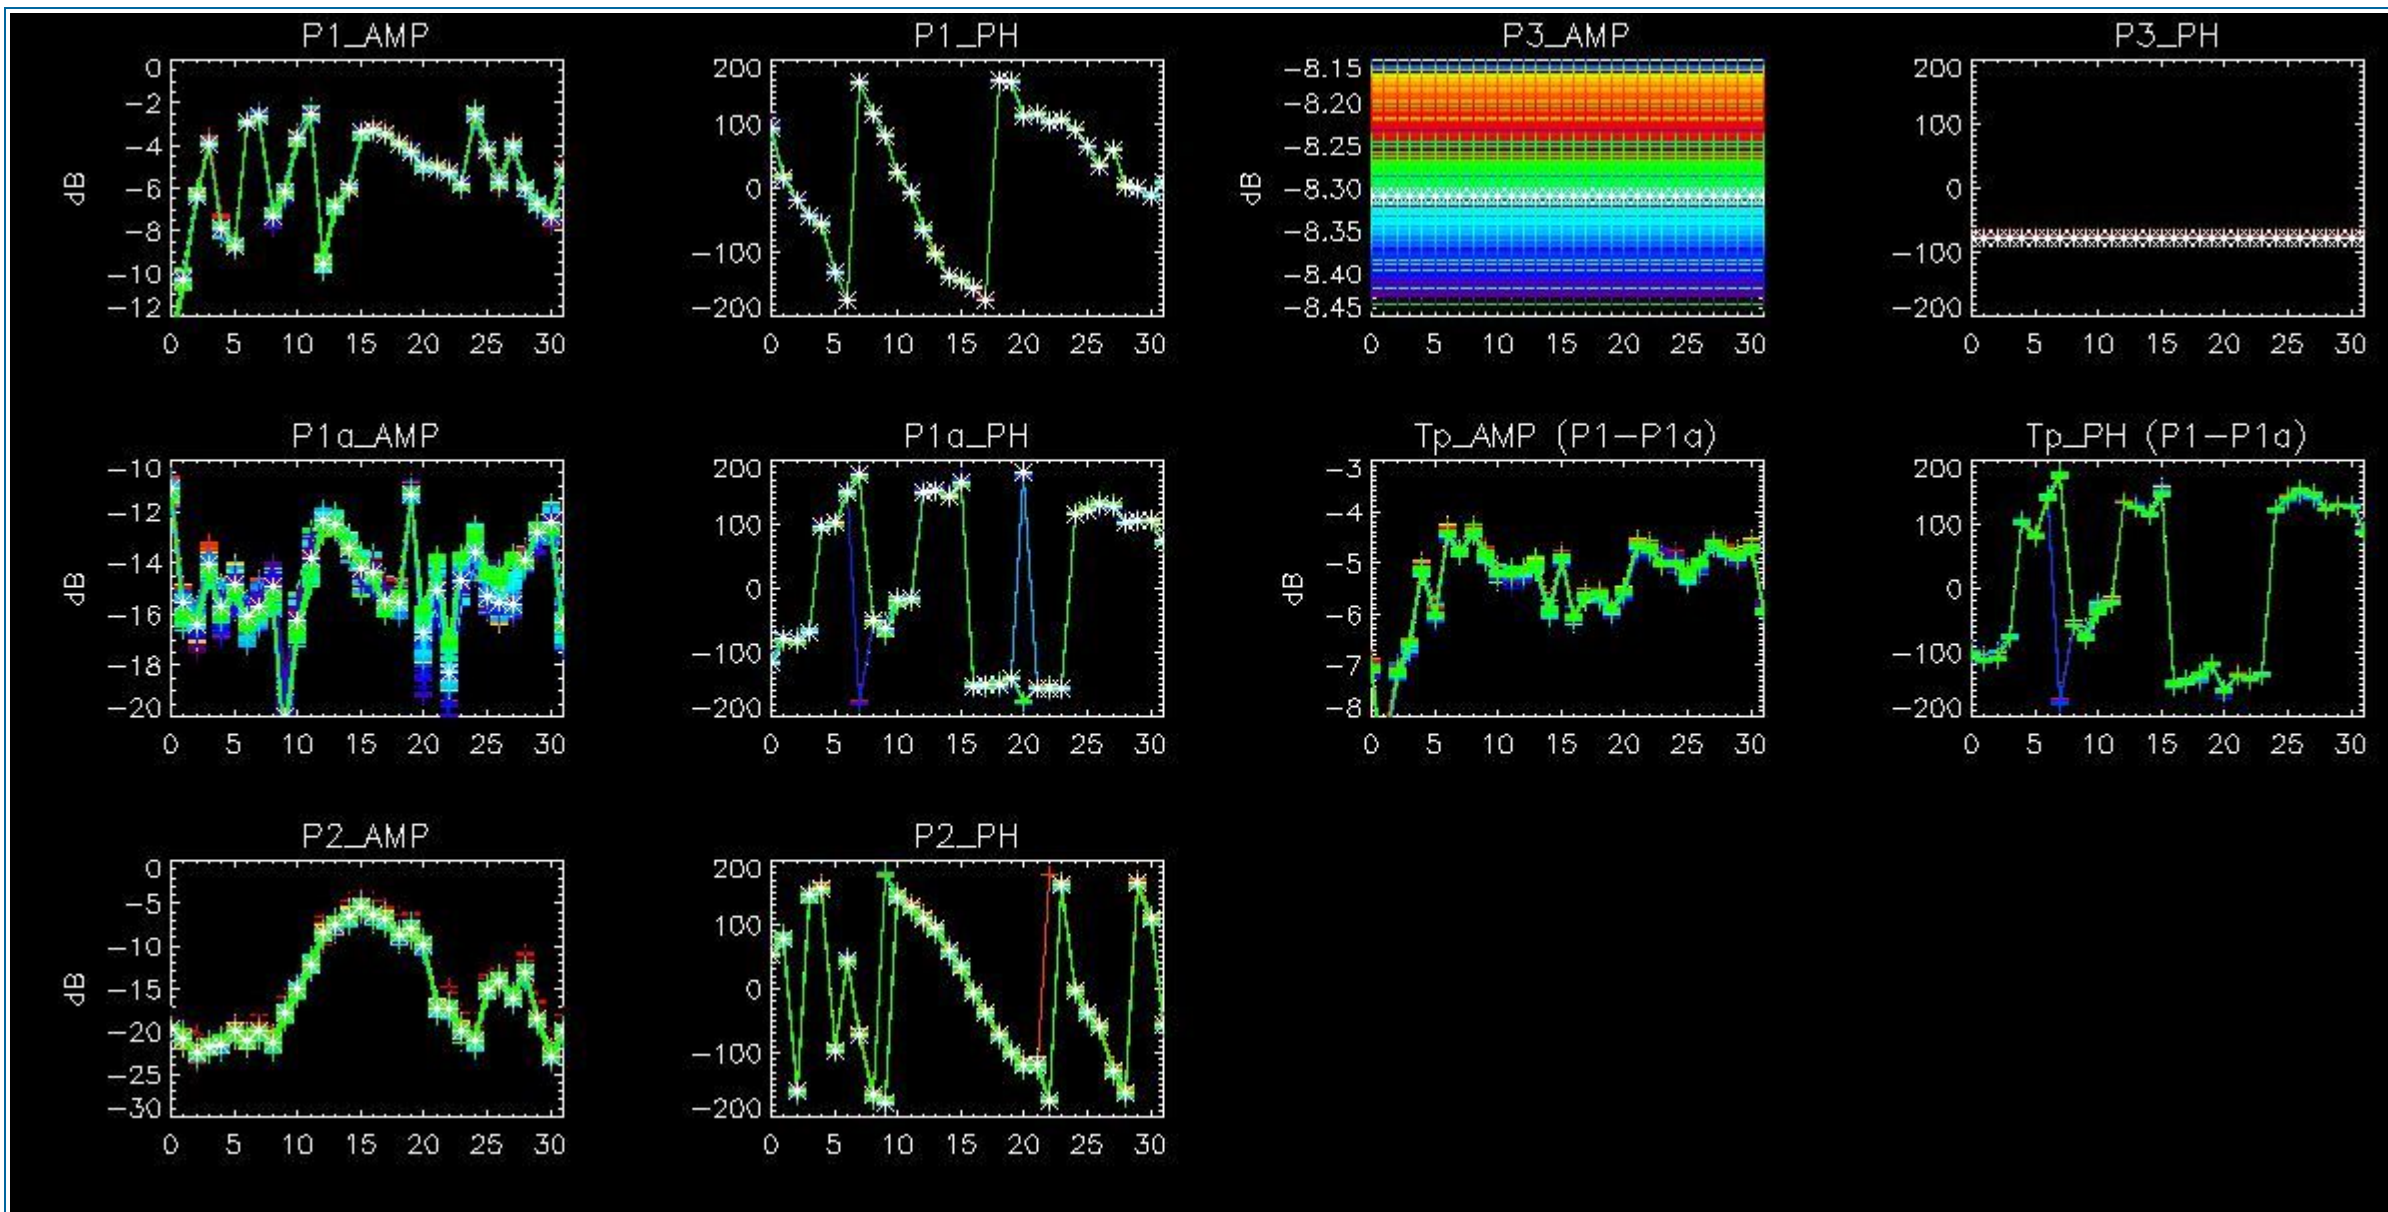 P1_AMP
0
−2
−4
−6
−8
−10
−12
dB
0 5 10 15 20 25 30
P1_PH
200
100
0
−100
−200
0 5 10 15 20 25 30
P3_AMP
−8.15
−8.20
−8.25
−8.30
−8.35
−8.40
−8.45
dB
0 5 10 15 20 25 30
P3_PH
200
100
0
−100
−200
0 5 10 15 20 25 30
P1a_AMP
−10
−12
−14
−16
−18
−20
dB
0 5 10 15 20 25 30
P1a_PH
200
100
0
−100
−200
0 5 10 15 20 25 30
Tp_AMP (P1−P1a)
−3
−4
−5
−6
−7
−8
dB
0 5 10 15 20 25 30
Tp_PH (P1−P1a)
200
100
0
−100
−200
0 5 10 15 20 25 30
P2_AMP
0
−5
−10
−15
−20
−25
−30
dB
0 5 10 15 20 25 30
P2_PH
200
100
0
−100
−200
0 5 10 15 20 25 30